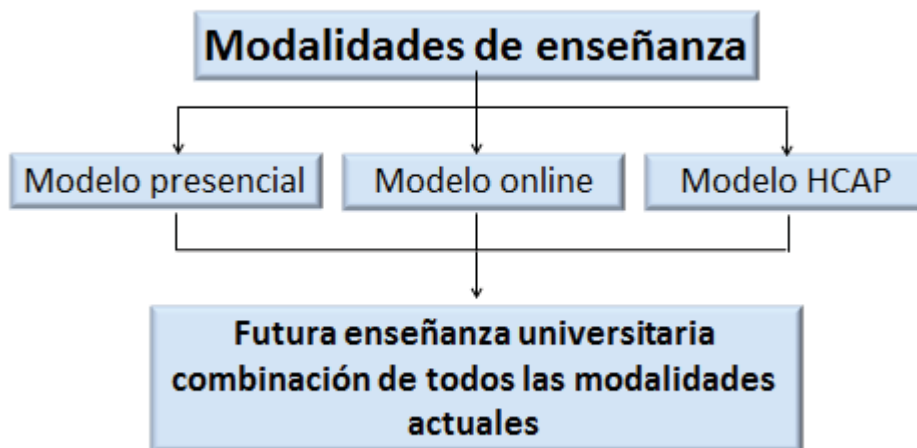 Modalidades de enseñanza
Modelo presencial
Modelo online
Modelo HCAP
Futura enseñanza universitaria
combinación de todos las modalidades
actuales